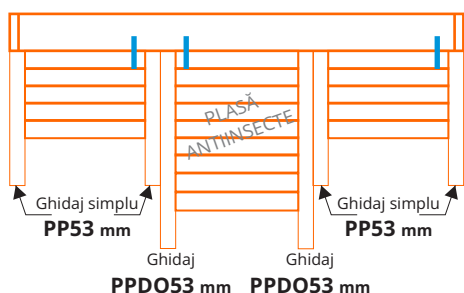 PLASĂ
ANTIINSECTE
Ghidaj simplu
PP53 mm
Ghidaj simplu
PP53 mm
Ghidaj
PPDO53 mm
Ghidaj
PPDO53 mm